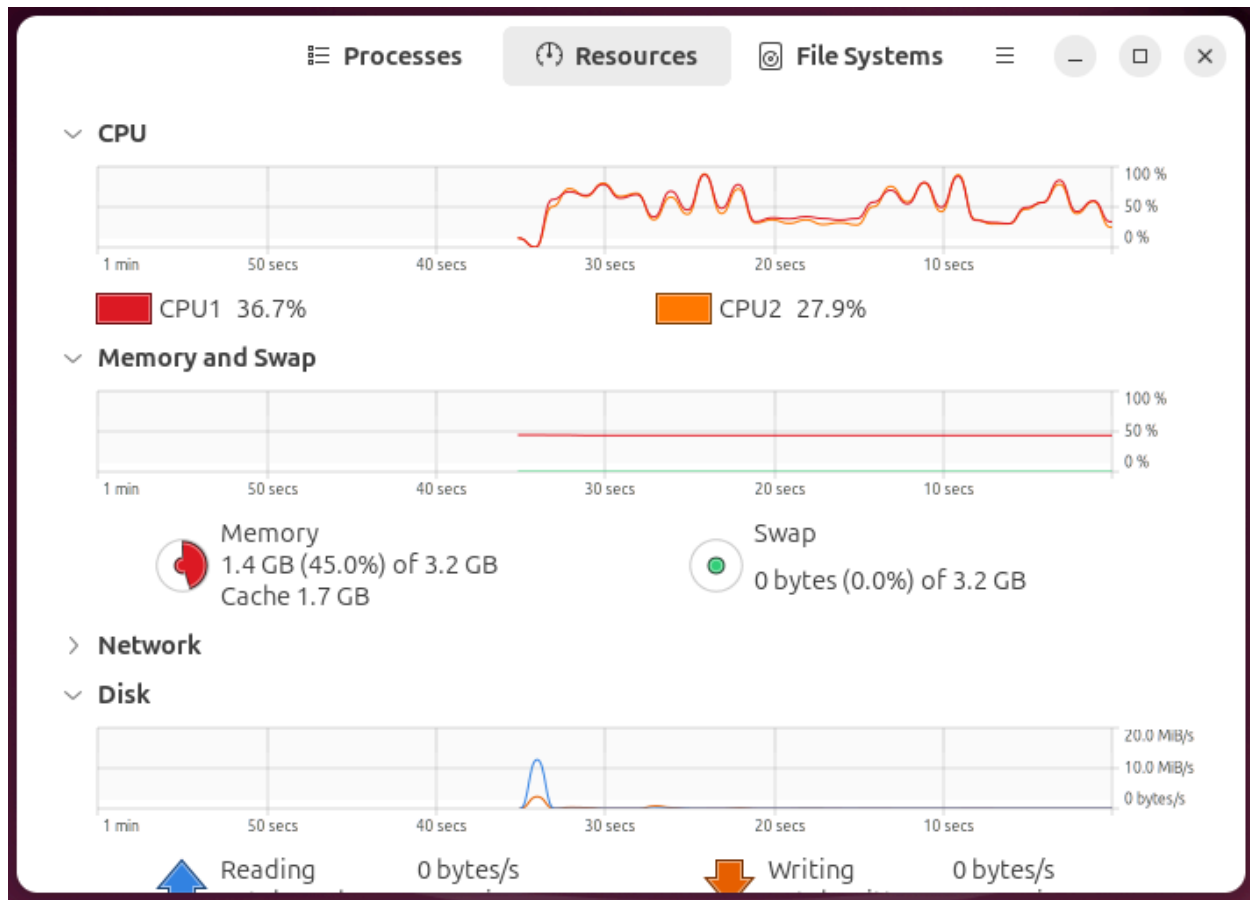 Processes Resources File Systems
CPU
100 %
50 %
0 %
1 min 50 secs 40 secs 30 secs 20 secs 10 secs
CPU1 36.7% CPU2 27.9%
Memory and Swap
100 %
50 %
0 %
1 min 50 secs 40 secs 30 secs 20 secs 10 secs
Memory
1.4 GB (45.0%) of 3.2 GB
Cache 1.7 GB
Swap
0 bytes (0.0%) of 3.2 GB
Network
Disk
20.0 MiB/s
10.0 MiB/s
0 bytes/s
1 min 50 secs 40 secs 30 secs 20 secs 10 secs
Reading 0 bytes/s Writing 0 bytes/s